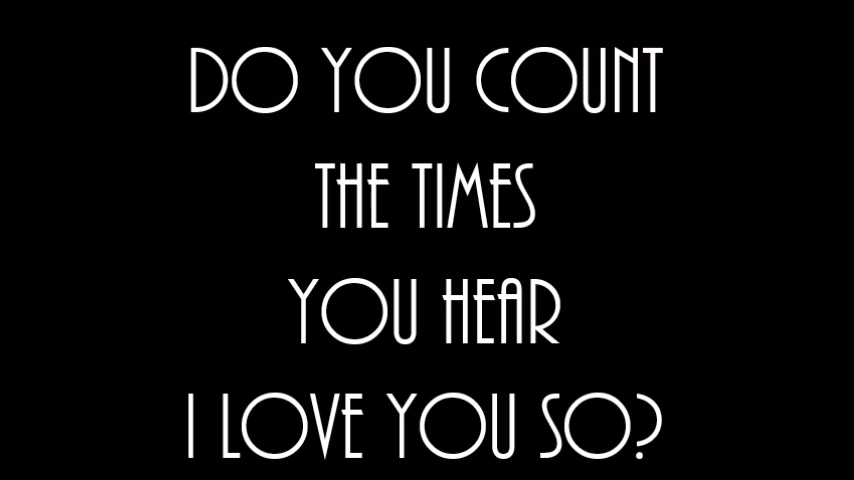 DO YOU COUNT
THE TIMES
YOU HEAR
I LOVE YOU SO?